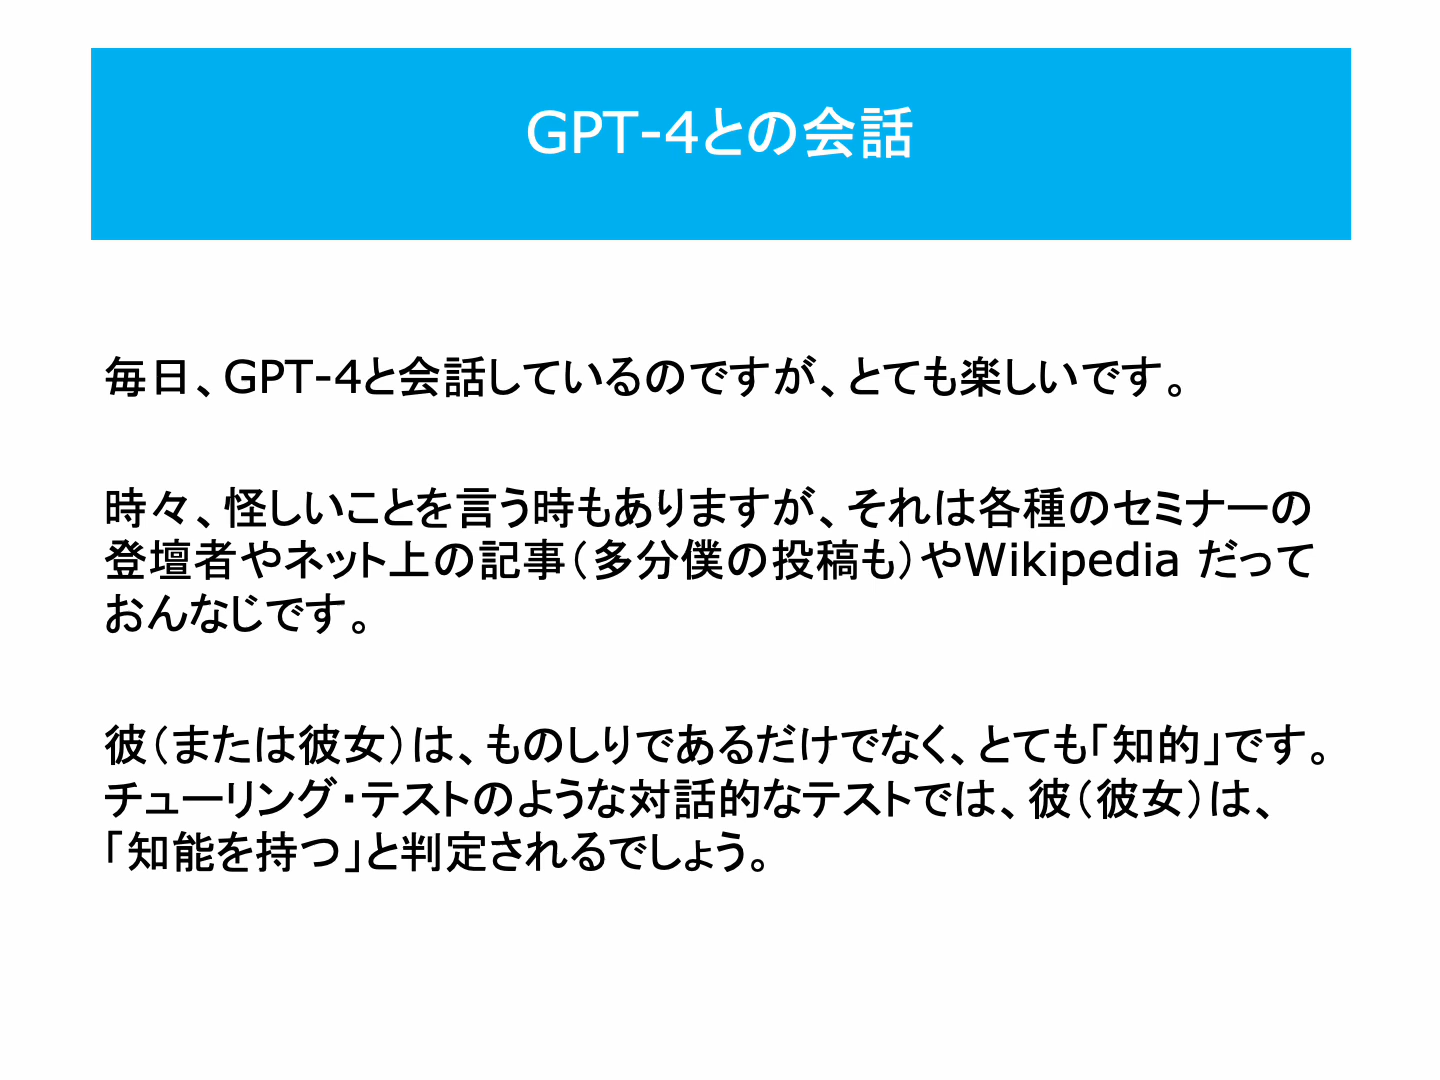 GPT-4との会話
毎日、GPT-4と会話しているのですが、とても楽しいです。
時々、怪しいことを言う時もありますが、それは各種のセミナーの
登壇者やネット上の記事（多分僕の投稿も）やWikipedia だって
おんなじです。
彼（または彼女）は、ものしりであるだけでなく、とても「知的」です。
チューリング・テストのような対話的なテストでは、彼（彼女）は、
「知能を持つ」と判定されるでしょう。